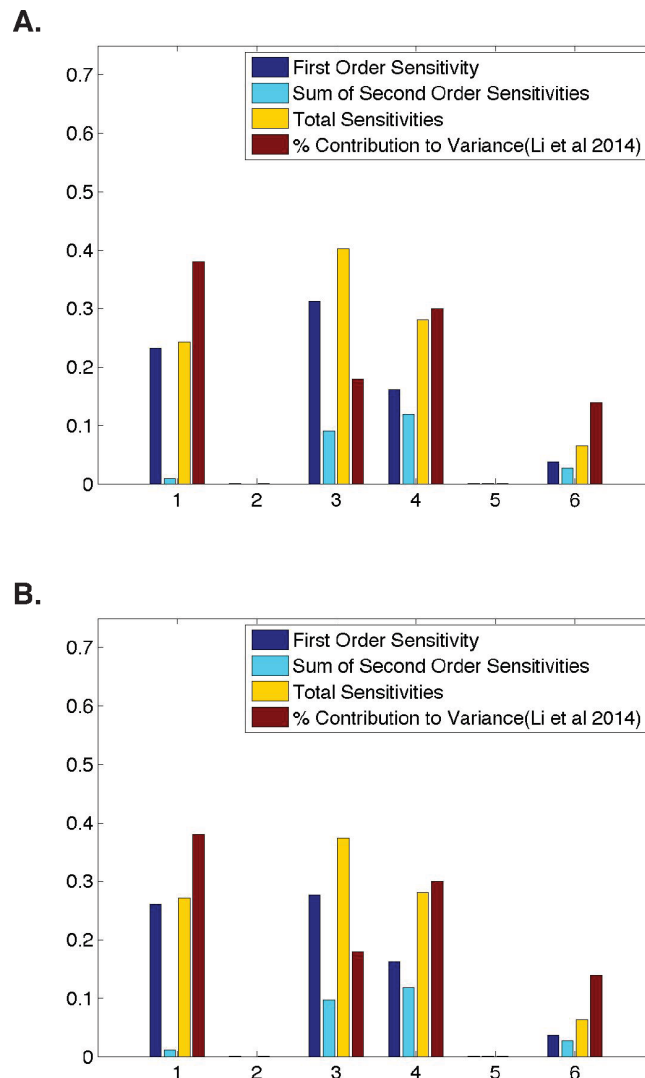 A.
0.7
0.6
0.5
0.4
0.3
0.2
0.1
0
First Order Sensitivity
Sum of Second Order Sensitivities
Total Sensitivities
% Contribution to Variance(Li et al 2014)
1 2 3 4 5 6
B.
0.7
0.6
0.5
0.4
0.3
0.2
0.1
0
First Order Sensitivity
Sum of Second Order Sensitivities
Total Sensitivities
% Contribution to Variance(Li et al 2014)
1 2 3 4 5 6